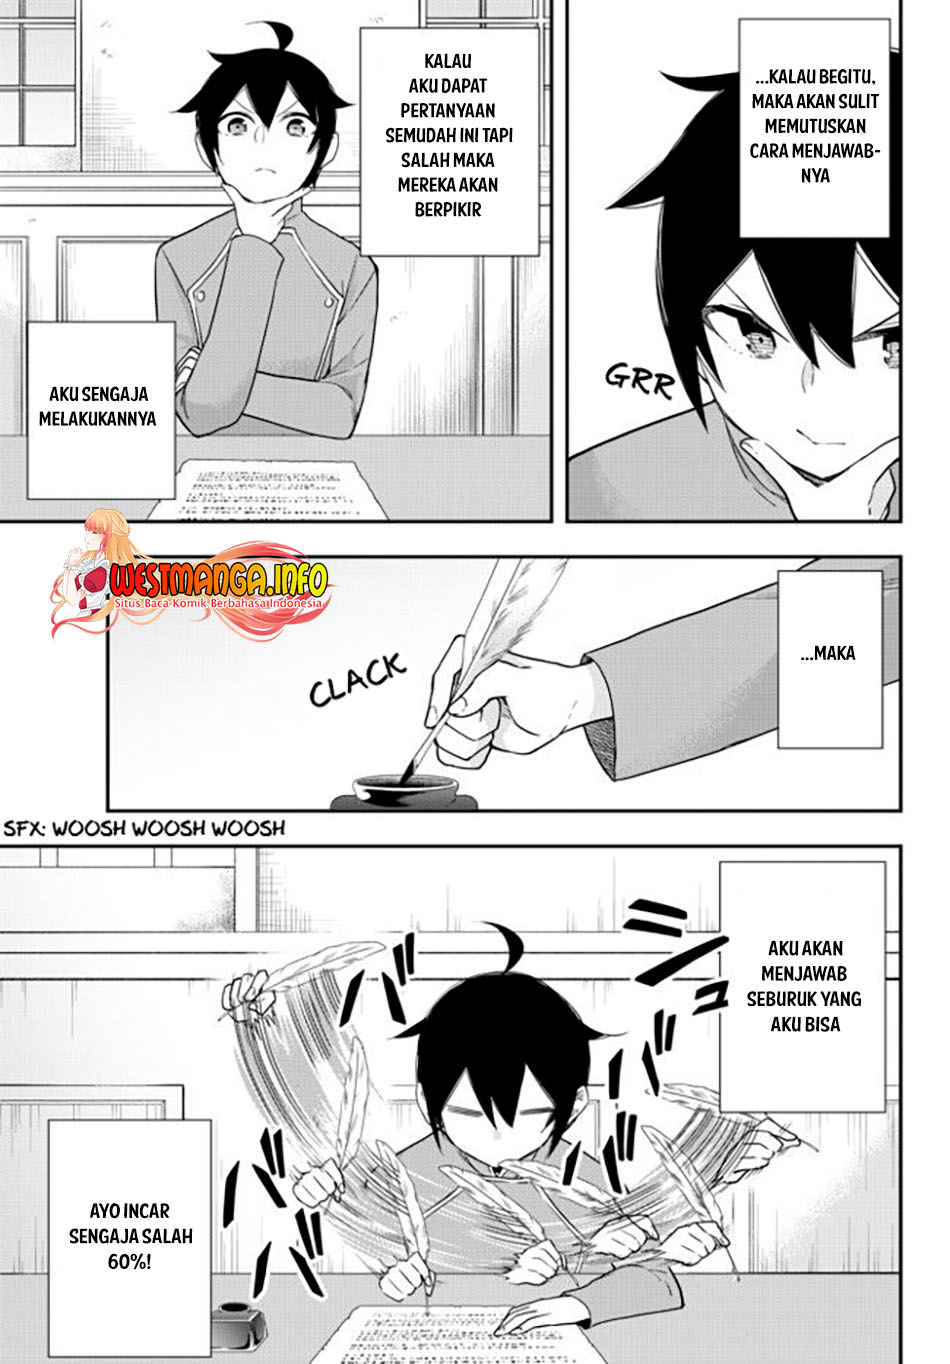 ...KALAU BEGITU,
MAKA AKAN SULIT
MEMUTUSKAN
CARA MENJAWAB-
NYA
GRR
KALAU
AKU DAPAT
PERTANYAAN
SEMUDAH INI TAPI
SALAH MAKA
MEREKA AKAN
BERPIKIR
AKU SENGAJA
MELAKUKANNYA
WESTMANGA.INFO
Situs Baca Komik Berbahasa Indonesia
...MAKA
CLACK
SFX: WOOSH WOOSH WOOSH
AKU AKAN
MENJAWAB
SEBURUK YANG
AKU BISA
AYO INCAR
SENGAJA SALAH
60%!